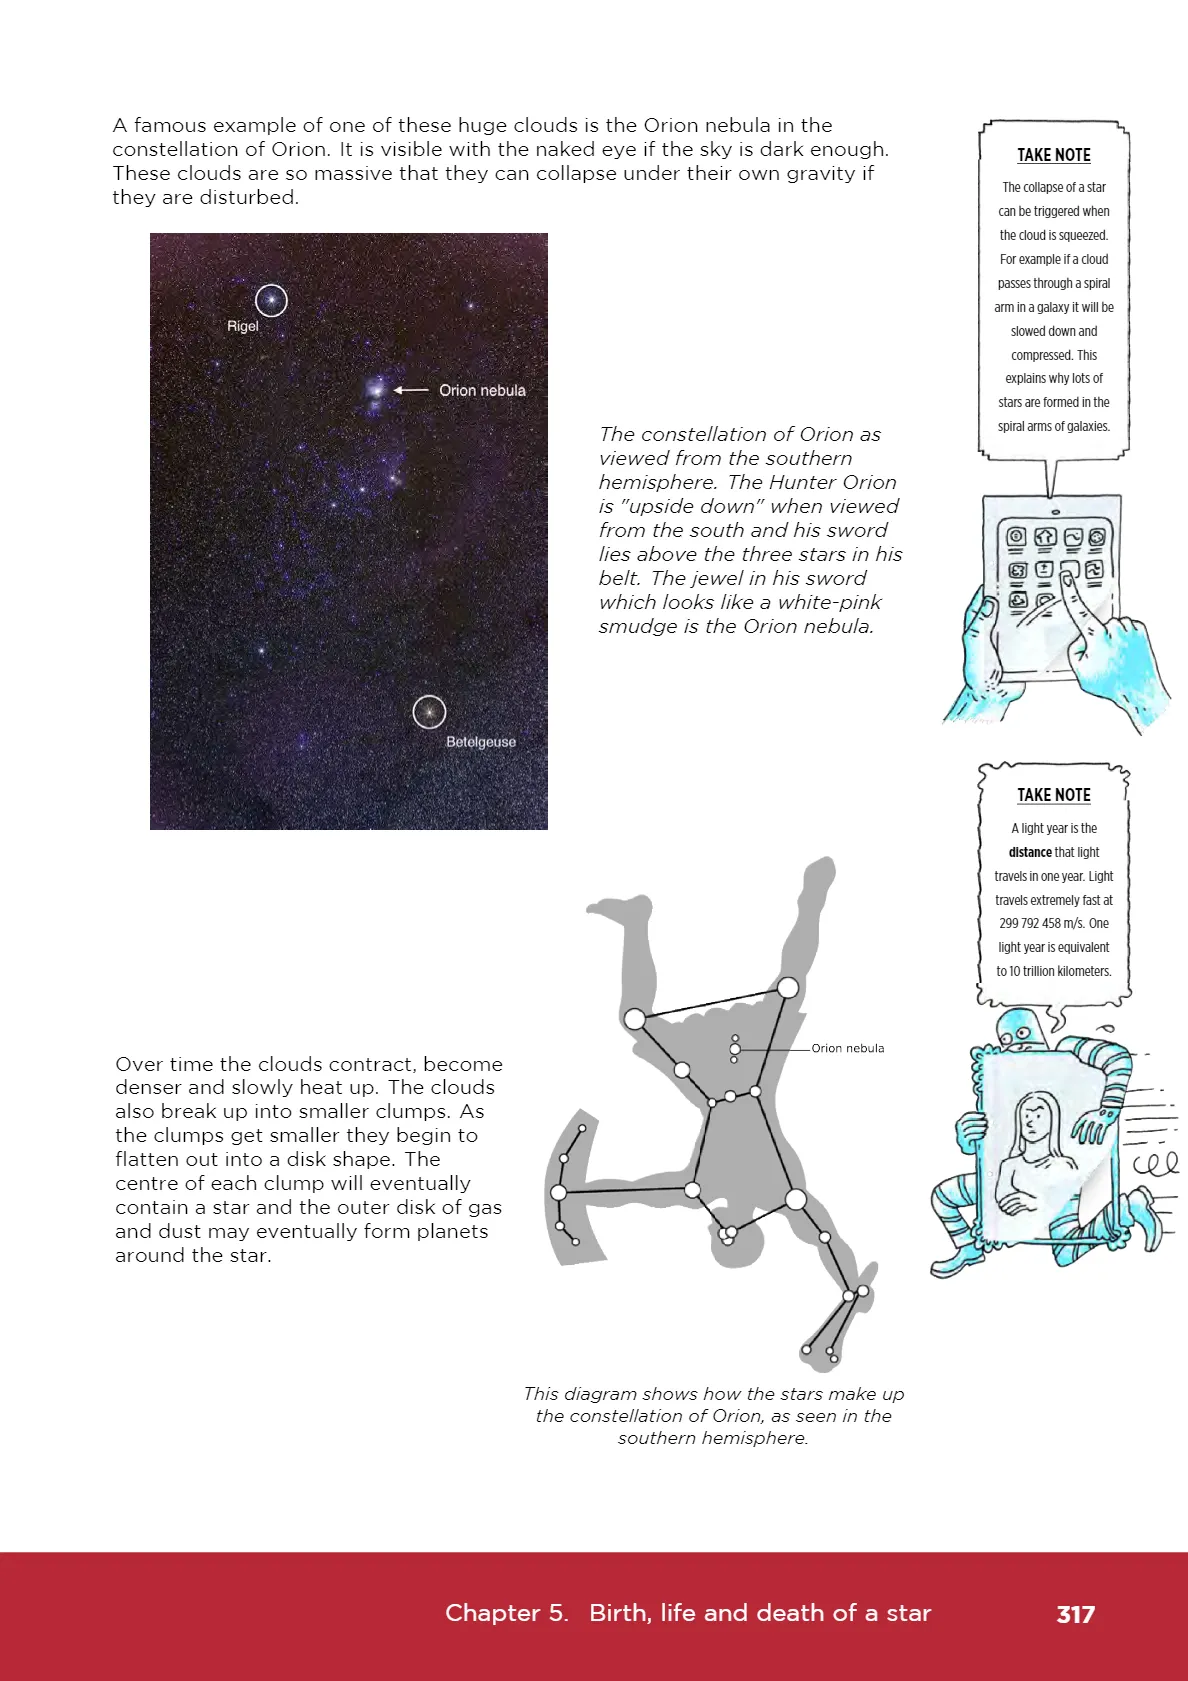 A famous example of one of these huge clouds is the Orion nebula in the
constellation of Orion. It is visible with the naked eye if the sky is dark enough.
These clouds are so massive that they can collapse under their own gravity if
they are disturbed.
Rigel
Orion nebula
Betelgeuse
The constellation of Orion as
viewed from the southern
hemisphere. The Hunter Orion
is "upside down" when viewed
from the south and his sword
lies above the three stars in his
belt. The jewel in his sword
which looks like a white-pink
smudge is the Orion nebula.
Over time the clouds contract, become
denser and slowly heat up. The clouds
also break up into smaller clumps. As
the clumps get smaller they begin to
flatten out into a disk shape. The
centre of each clump will eventually
contain a star and the outer disk of gas
and dust may eventually form planets
around the star.
Orion nebula
This diagram shows how the stars make up
the constellation of Orion, as seen in the
southern hemisphere.
TAKE NOTE
The collapse of a star
can be triggered when
the cloud is squeezed.
For example if a cloud
passes through a spiral
arm in a galaxy it will be
slowed down and
compressed. This
explains why lots of
stars are formed in the
spiral arms of galaxies.
TAKE NOTE
A light year is the
distance that light
travels in one year. Light
travels extremely fast at
299 792 458 m/s. One
light year is equivalent
to 10 trillion kilometers.
Chapter 5. Birth, life and death of a star 317